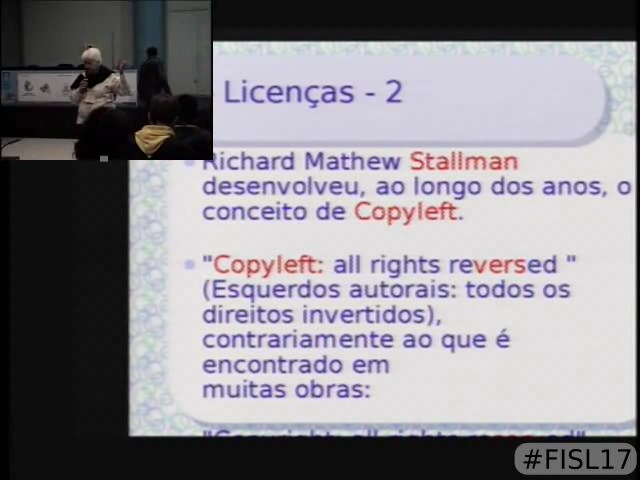 Licenças - 2
Richard Mathew Stallman
desenvolveu, ao longo dos anos, o
conceito de Copyleft.
"Copyleft: all rights reversed "
(Esquerdos autorais: todos os
direitos invertidos),
contrariamente ao que é
encontrado em
muitas obras:
#FISL17